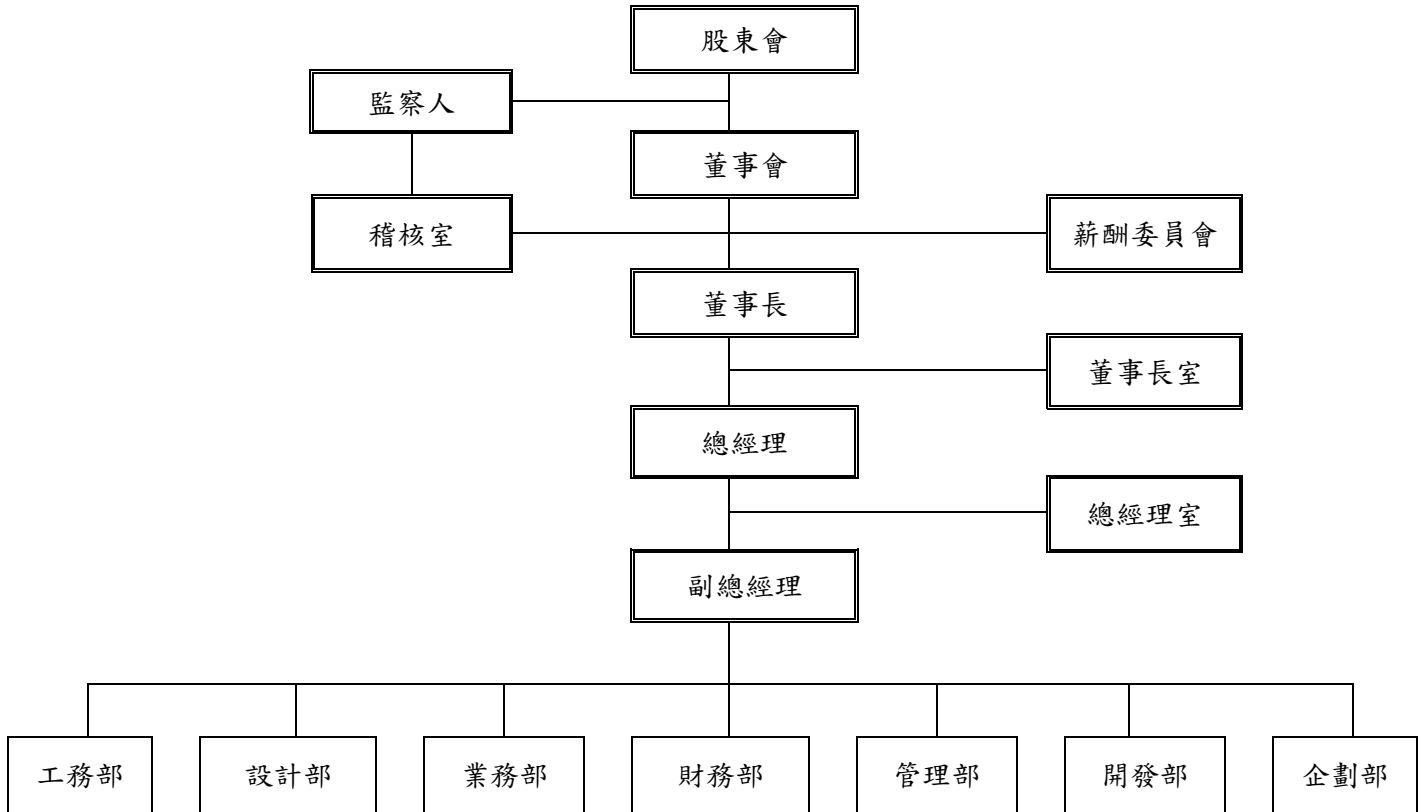 股東會
監察人
董事會
稽核室
薪酬委員會
董事長
董事長室
總經理
總經理室
副總經理
工務部
設計部
業務部
財務部
管理部
開發部
企劃部